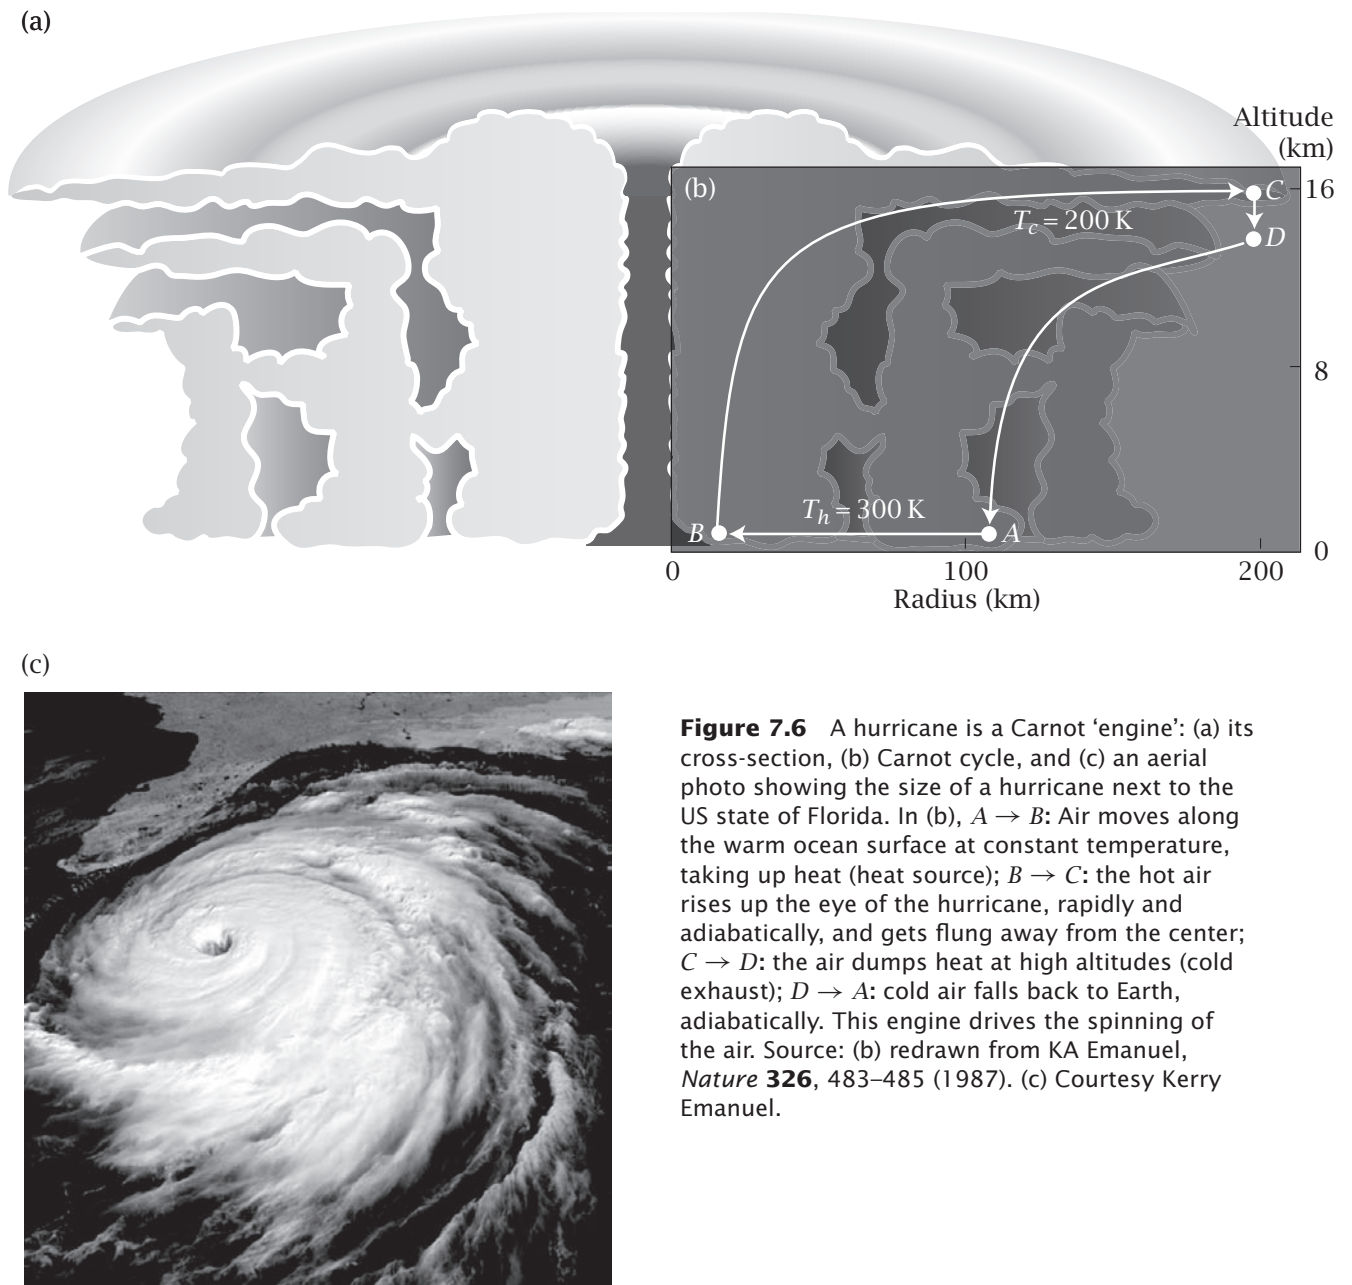 (a)
Altitude
(km)
(b)
C
16
T_c = 200 K
D
8
T_h = 300 K
B
A
0
0
100
200
Radius (km)
(c)
Figure 7.6 A hurricane is a Carnot ‘engine’: (a) its
cross-section, (b) Carnot cycle, and (c) an aerial
photo showing the size of a hurricane next to the
US state of Florida. In (b), A → B: Air moves along
the warm ocean surface at constant temperature,
taking up heat (heat source); B → C: the hot air
rises up the eye of the hurricane, rapidly and
adiabatically, and gets flung away from the center;
C → D: the air dumps heat at high altitudes (cold
exhaust); D → A: cold air falls back to Earth,
adiabatically. This engine drives the spinning of
the air. Source: (b) redrawn from KA Emanuel,
Nature 326, 483–485 (1987). (c) Courtesy Kerry
Emanuel.